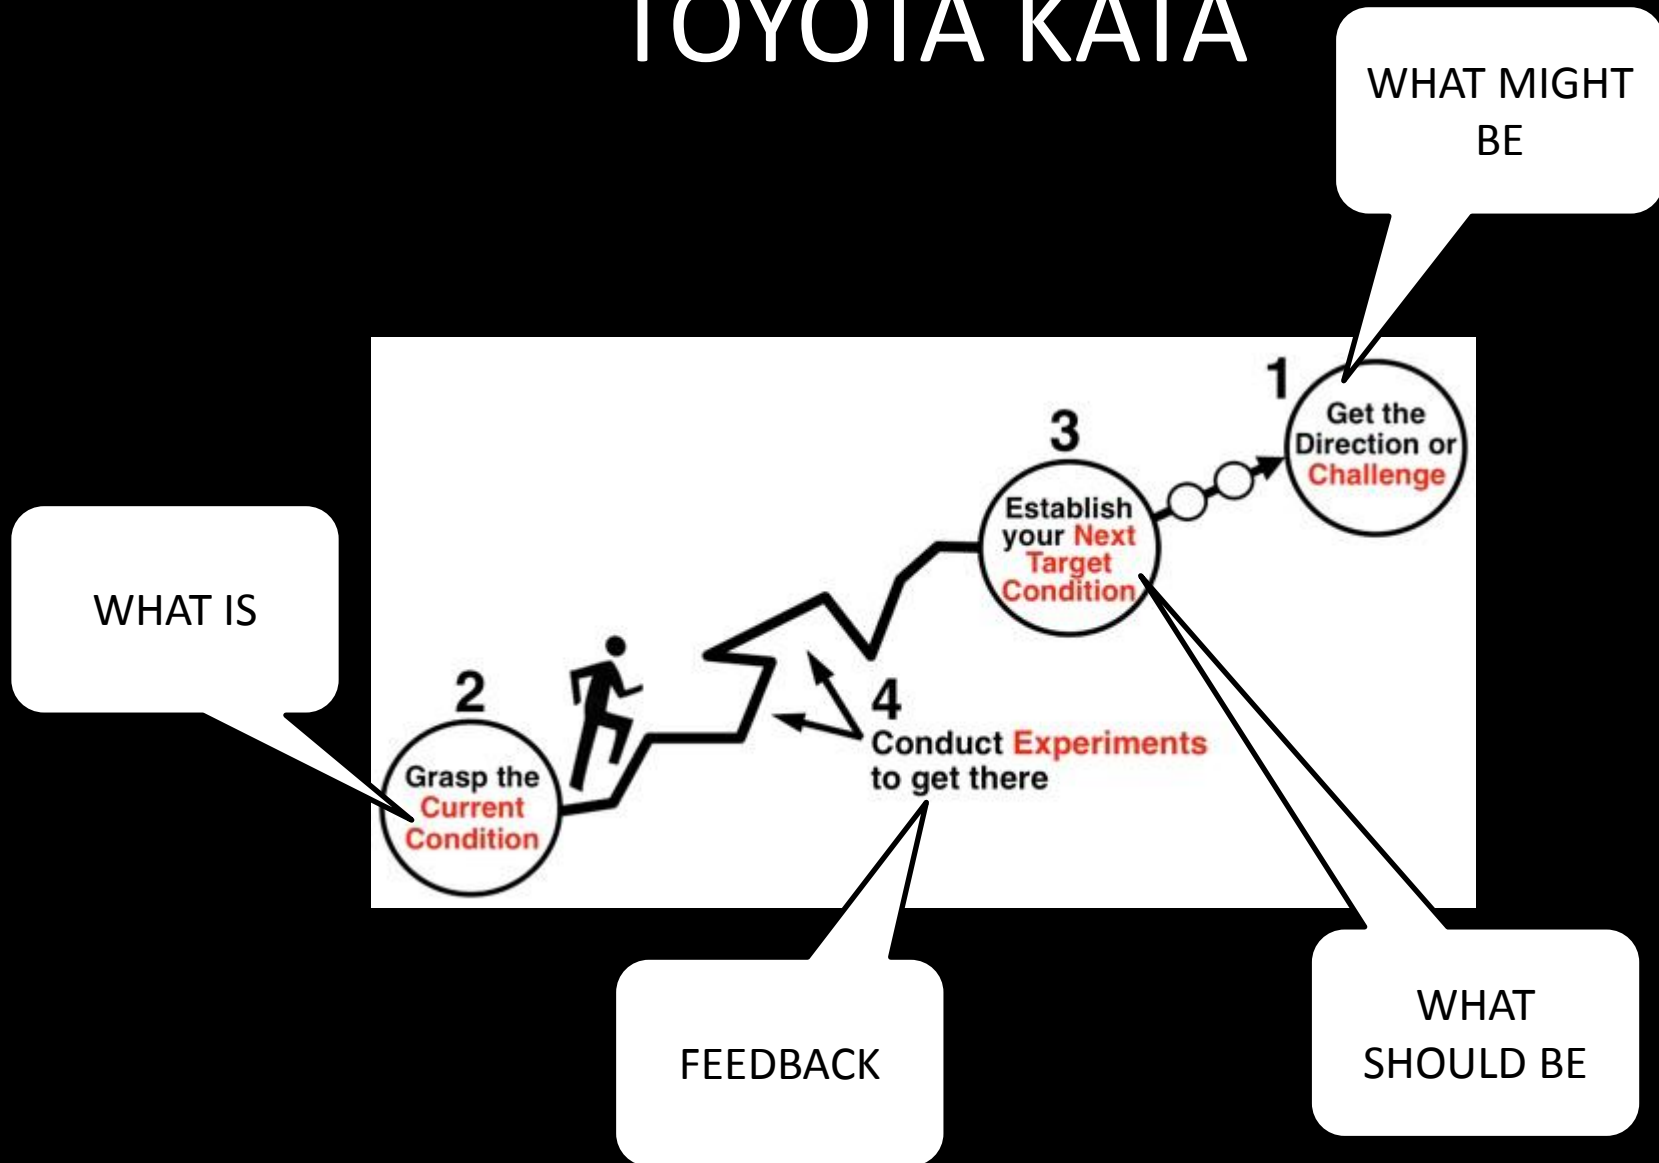 TOYOTA KATA
WHAT MIGHT
BE
1
Get the
Direction or
Challenge
3
Establish
your Next
Target
Condition
WHAT IS
2
Grasp the
Current
Condition
4
Conduct Experiments
to get there
FEEDBACK
WHAT
SHOULD BE